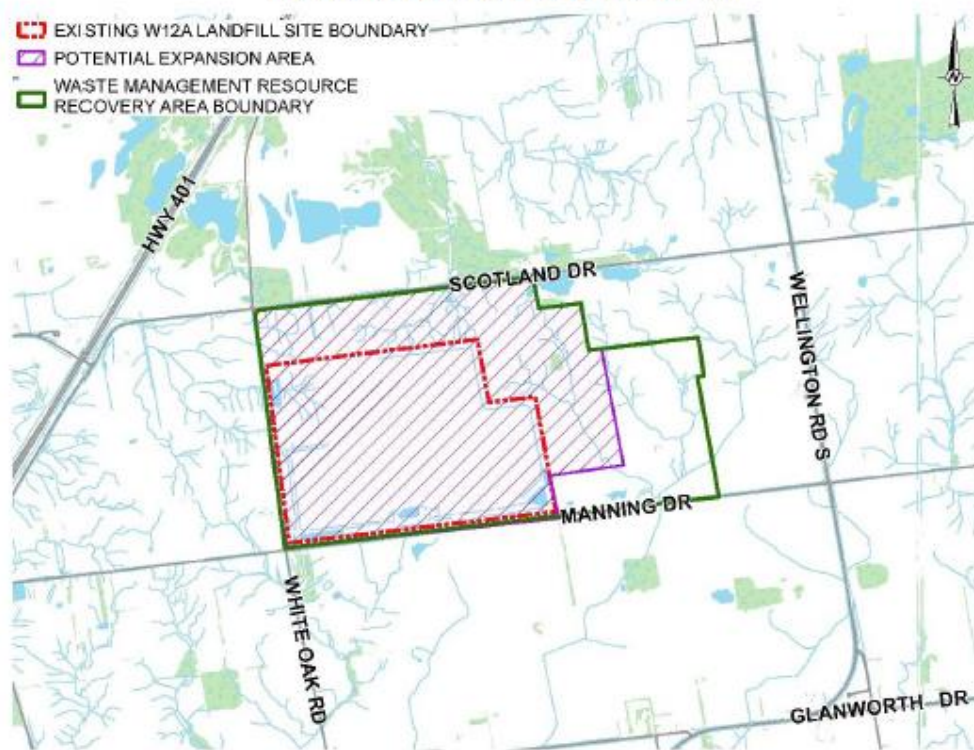 EXISTING W12A LANDFILL SITE BOUNDARY
POTENTIAL EXPANSION AREA
WASTE MANAGEMENT RESOURCE
RECOVERY AREA BOUNDARY
N
HWY 401
SCOTLAND DR
WELLINGTON RD S
MANNING DR
WHITE OAK RD
GLANWORTH DR